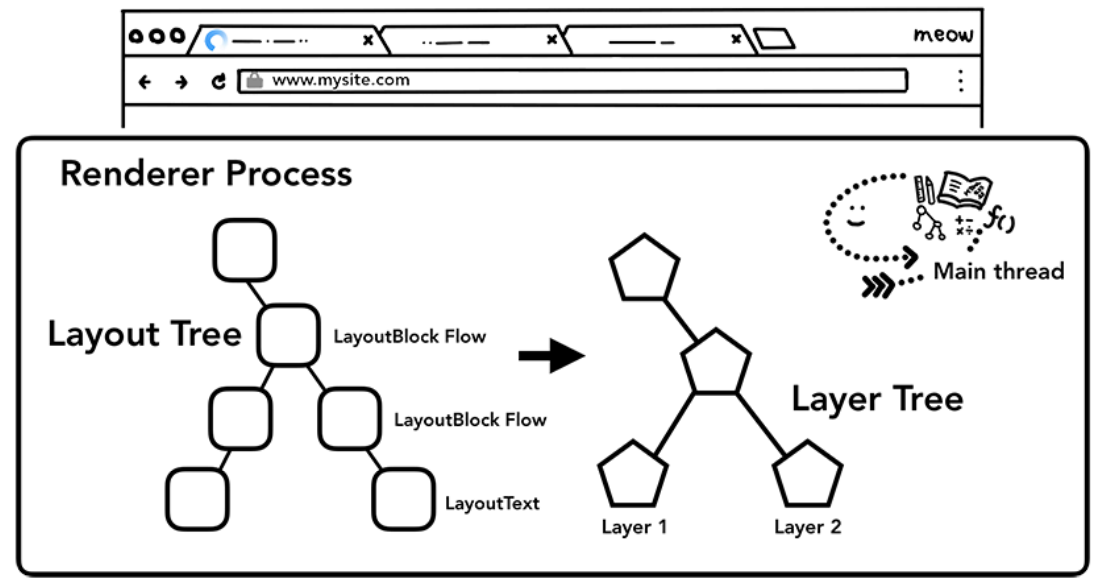 meow
www.mysite.com
Renderer Process
f()
+-
×÷
Main thread
Layout Tree
LayoutBlock Flow
LayoutBlock Flow
LayoutText
Layer Tree
Layer 1
Layer 2